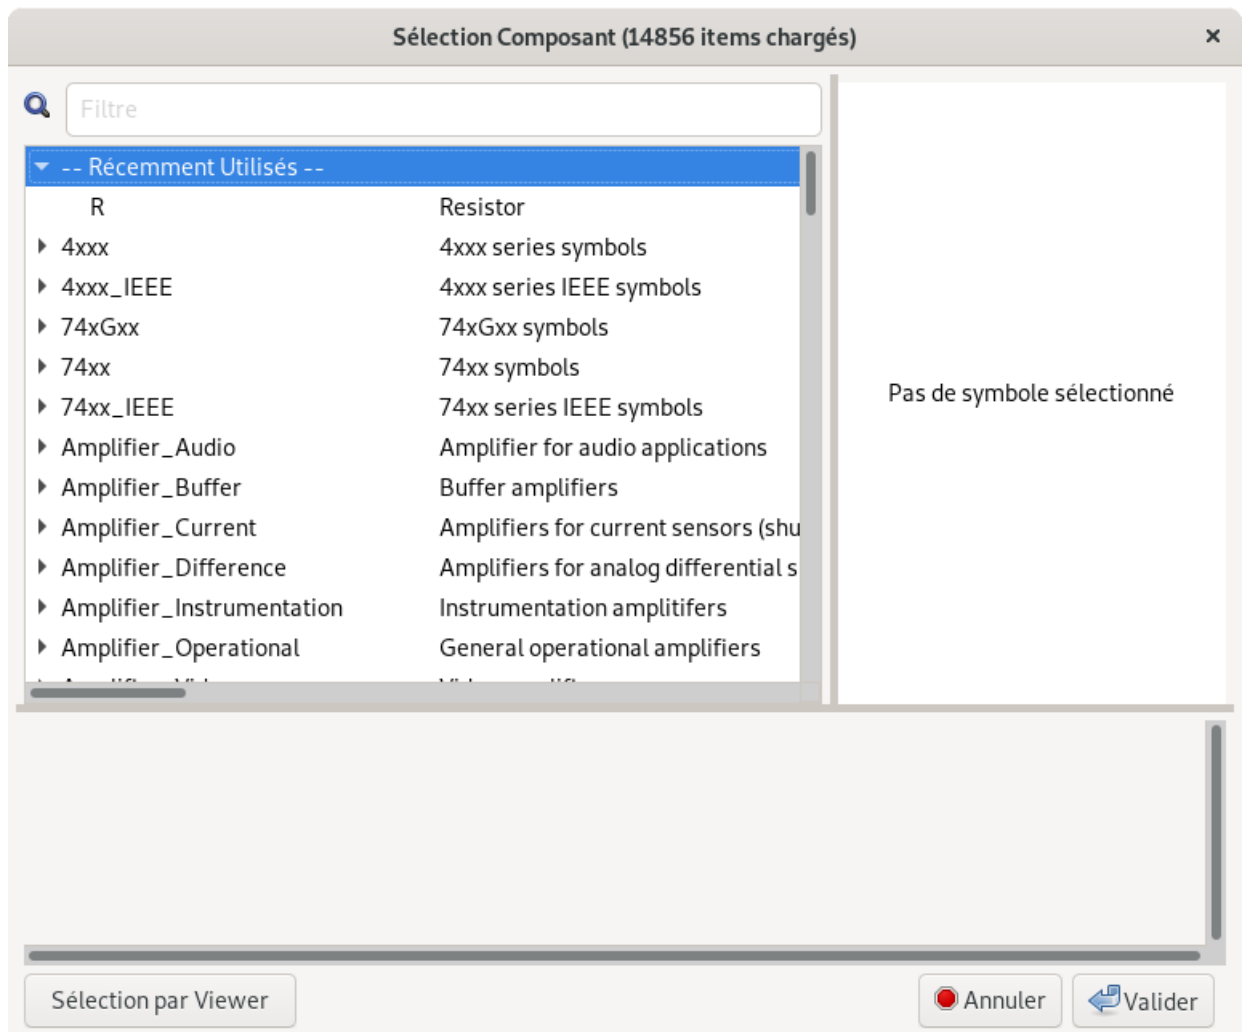 Sélection Composant (14856 items chargés)
Filtre
-- Récemment Utilisés --
R Resistor
4xxx 4xxx series symbols
4xxx_IEEE 4xxx series IEEE symbols
74xGxx 74xGxx symbols
74xx 74xx symbols
74xx_IEEE 74xx series IEEE symbols
Amplifier_Audio Amplifier for audio applications
Amplifier_Buffer Buffer amplifiers
Amplifier_Current Amplifiers for current sensors (shu
Amplifier_Difference Amplifiers for analog differential s
Amplifier_Instrumentation Instrumentation amplitifers
Amplifier_Operational General operational amplifiers
Pas de symbole sélectionné
Sélection par Viewer
Annuler
Valider